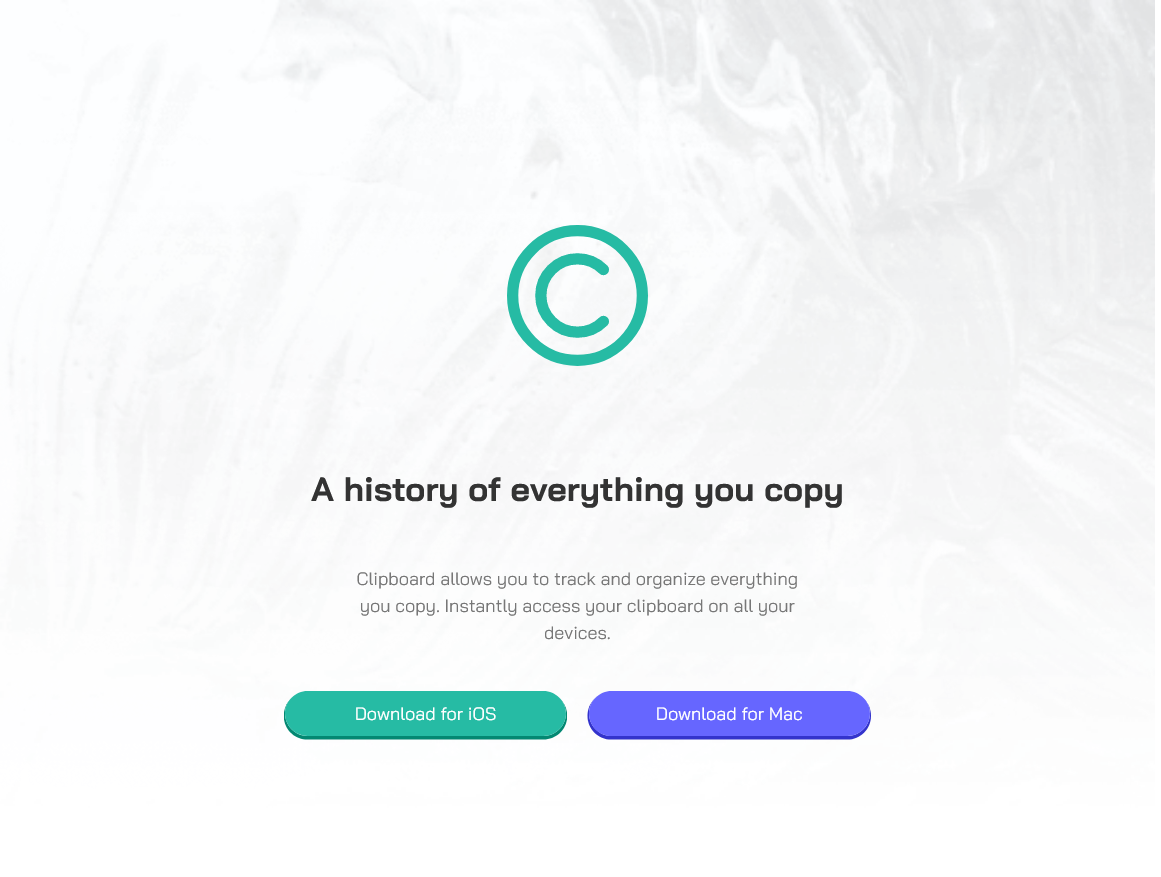 A history of everything you copy
Clipboard allows you to track and organize everything
you copy. Instantly access your clipboard on all your
devices.
Download for iOS
Download for Mac